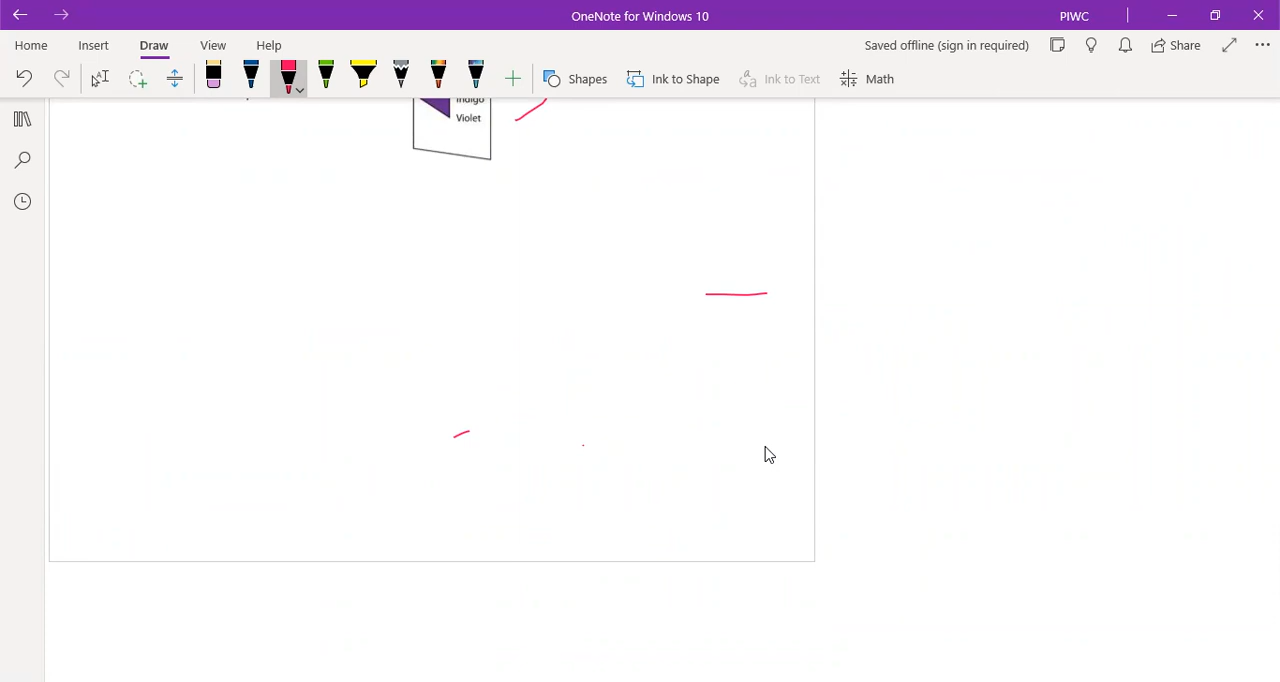 OneNote for Windows 10
PIWC
Home
Insert
Draw
View
Help
Saved offline (sign in required)
Share
Shapes
Ink to Shape
Ink to Text
Math
Indigo
Violet